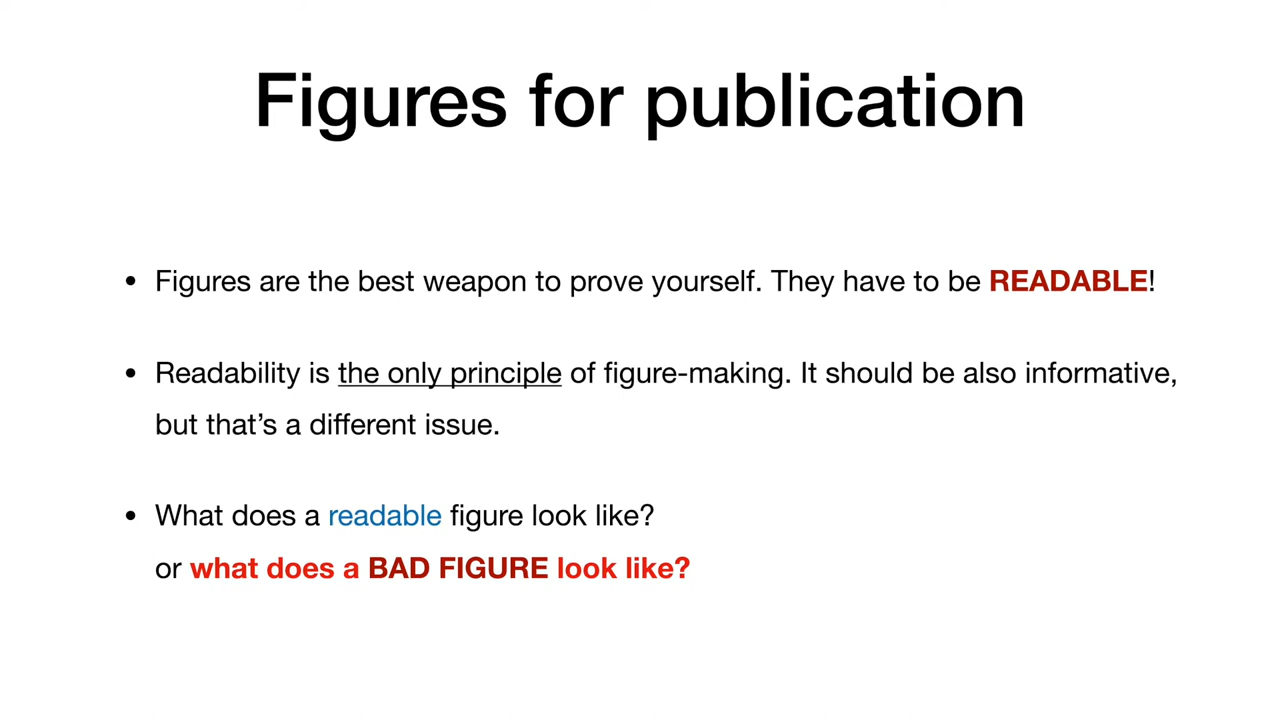 Figures for publication
• Figures are the best weapon to prove yourself. They have to be READABLE!
• Readability is the only principle of figure-making. It should be also informative,
but that’s a different issue.
• What does a readable figure look like?
or what does a BAD FIGURE look like?